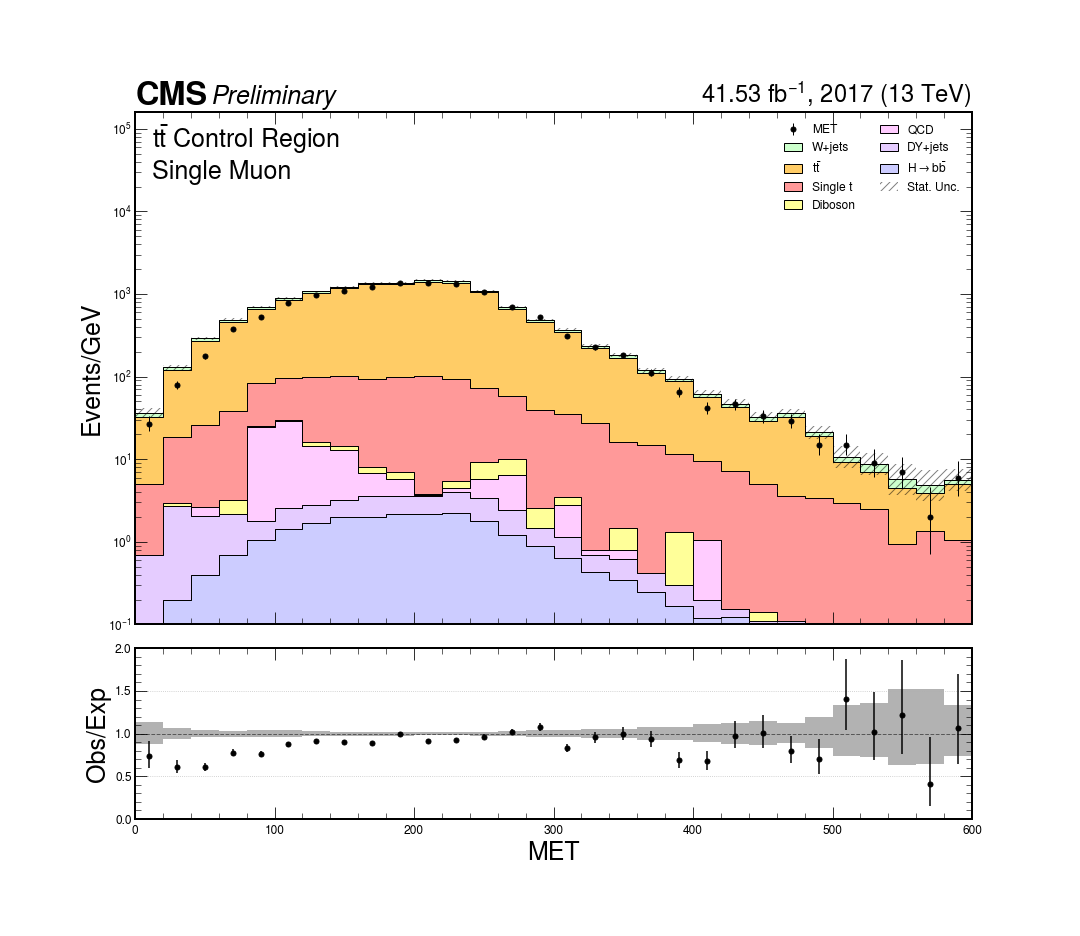 CMS Preliminary
41.53 fb⁻¹, 2017 (13 TeV)
tt̄ Control Region
Single Muon
MET
W+jets
tt̄
Single t
Diboson
QCD
DY+jets
H→bb̄
Stat. Unc.
Events/GeV
10⁵
10⁴
10³
10²
10¹
10⁰
10⁻¹
Obs/Exp
2.0
1.5
1.0
0.5
0.0
0 100 200 300 400 500 600
MET